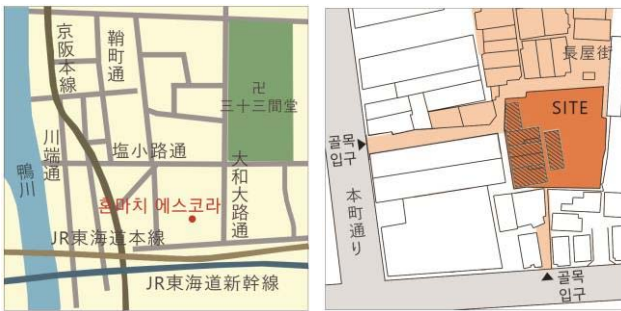 京阪本線
鞘町通
卍
三十三間堂
川端通
塩小路通
鴨川
大和大路通
혼마치 에스코라
JR東海道本線
JR東海道新幹線
長屋街
SITE
골목
입구
本町通り
골목
입구